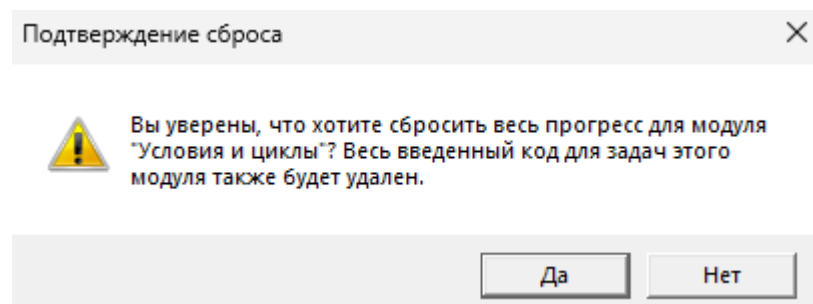 Подтверждение сброса
Вы уверены, что хотите сбросить весь прогресс для модуля
"Условия и циклы"? Весь введенный код для задач этого
модуля также будет удален.
Да Нет